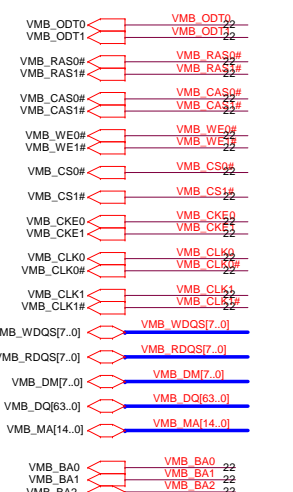 VMB_ODT0 VMB_ODT0 22
VMB_ODT1 VMB_ODT1 22
VMB_RAS0# VMB_RAS0# 22
VMB_RAS1# VMB_RAS1# 22
VMB_CAS0# VMB_CAS0# 22
VMB_CAS1# VMB_CAS1# 22
VMB_WE0# VMB_WE0# 22
VMB_WE1# VMB_WE1# 22
VMB_CS0# VMB_CS0# 22
VMB_CS1# VMB_CS1# 22
VMB_CKE0 VMB_CKE0 22
VMB_CKE1 VMB_CKE1 22
VMB_CLK0 VMB_CLK0 22
VMB_CLK0# VMB_CLK0# 22
VMB_CLK1 VMB_CLK1 22
VMB_CLK1# VMB_CLK1# 22
MB_WDQS[7..0] VMB_WDQS[7..0]
VMB_RDQS[7..0] VMB_RDQS[7..0]
VMB_DM[7..0] VMB_DM[7..0]
VMB_DQ[63..0] VMB_DQ[63..0]
VMB_MA[14..0] VMB_MA[14..0]
VMB_BA0 VMB_BA0 22
VMB_BA1 VMB_BA1 22
VMB_BA2 VMB_BA2 22